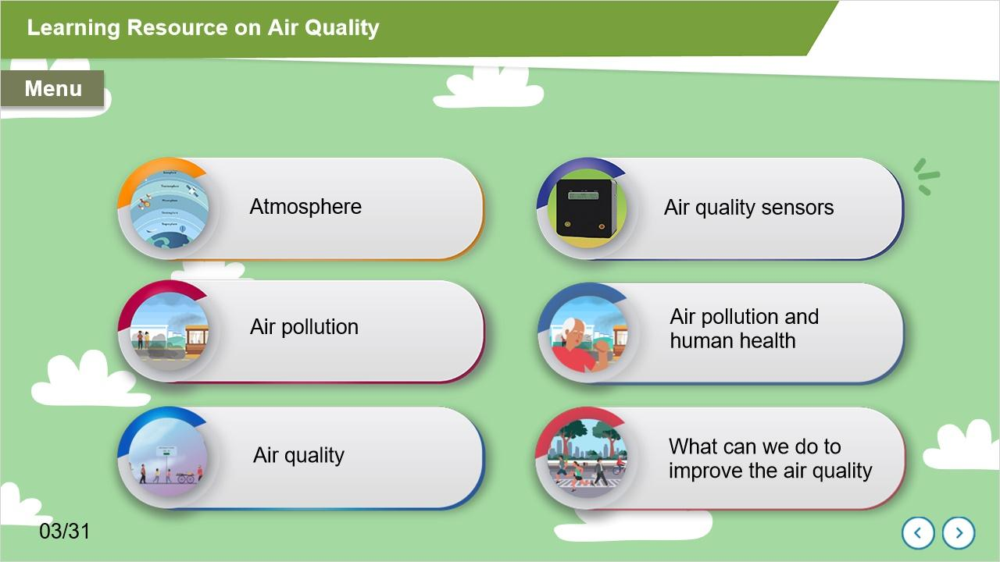 Learning Resource on Air Quality
Menu
Atmosphere
Air quality sensors
Air pollution
Air pollution and
human health
Air quality
What can we do to
improve the air quality
03/31